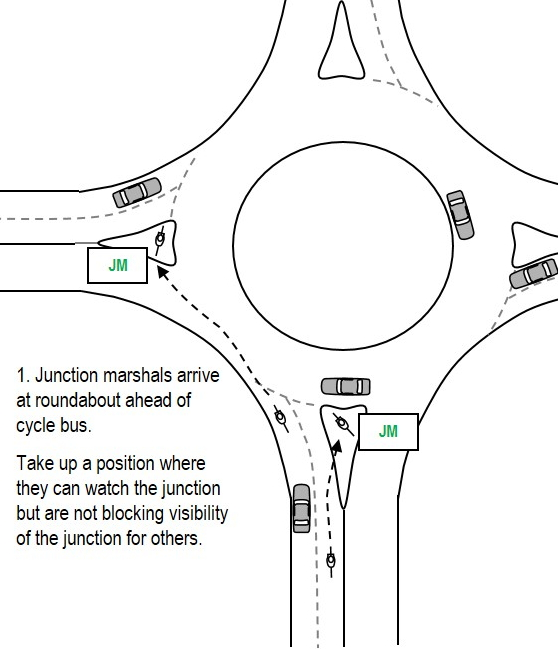 JM
1. Junction marshals arrive
at roundabout ahead of
cycle bus.
Take up a position where
they can watch the junction
but are not blocking visibility
of the junction for others.
JM